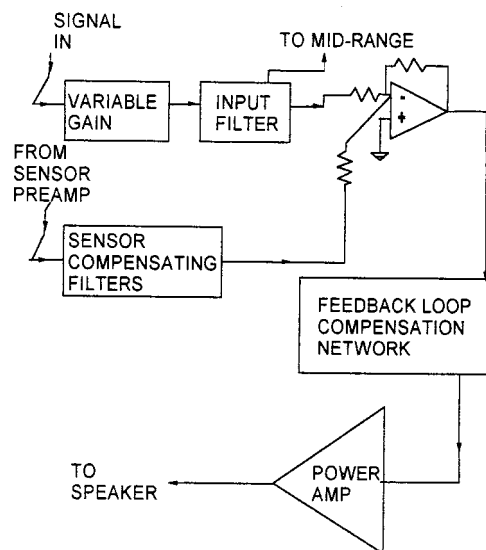 SIGNAL
IN
TO MID-RANGE
VARIABLE
GAIN
INPUT
FILTER
-
+
FROM
SENSOR
PREAMP
SENSOR
COMPENSATING
FILTERS
FEEDBACK LOOP
COMPENSATION
NETWORK
TO
SPEAKER
POWER
AMP